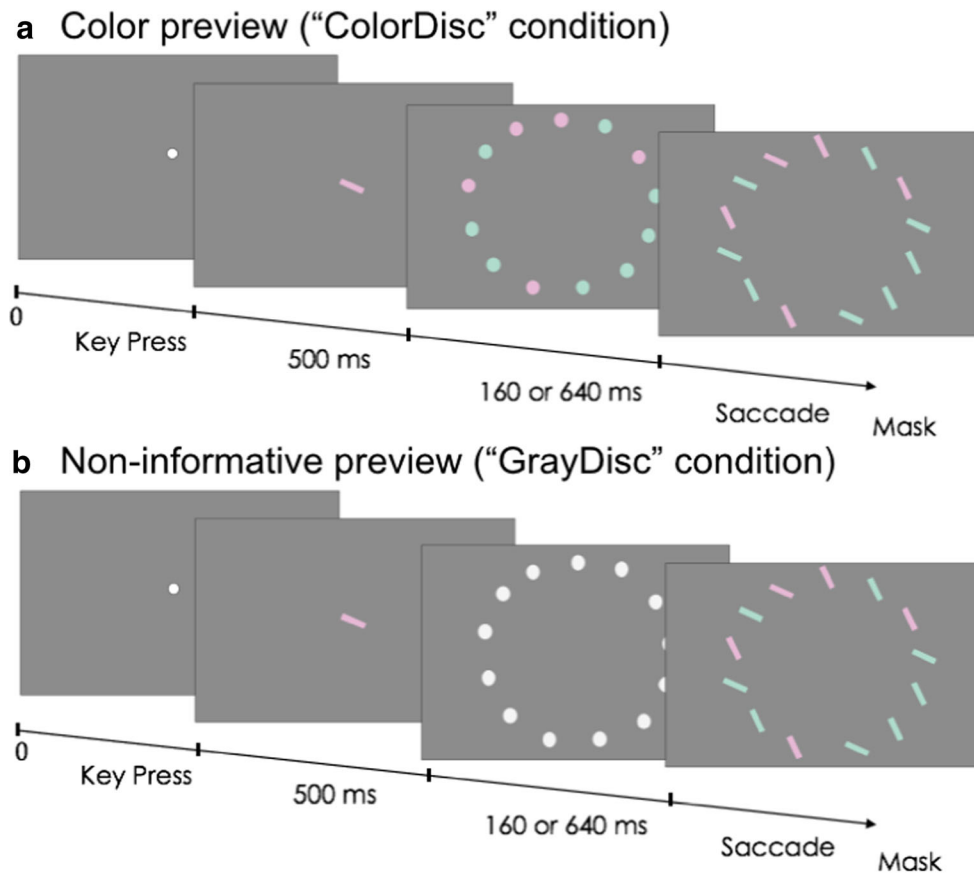 a Color preview (“ColorDisc” condition)
0
Key Press
500 ms
160 or 640 ms
Saccade
Mask
b Non-informative preview (“GrayDisc” condition)
0
Key Press
500 ms
160 or 640 ms
Saccade
Mask